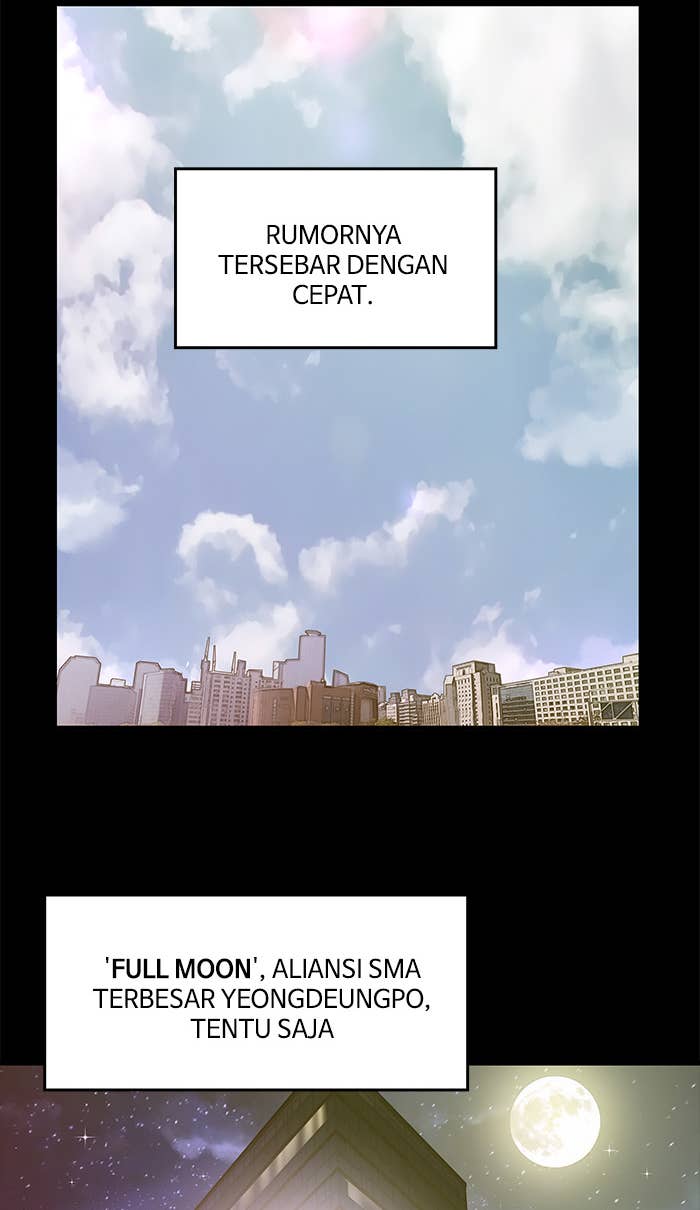 RUMORNYA
TERSEBAR DENGAN
CEPAT.
'FULL MOON', ALIANSI SMA
TERBESAR YEONGDEUNGPO,
TENTU SAJA